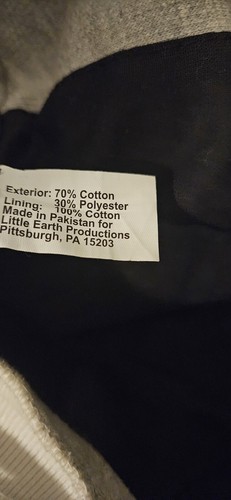 Exterior: 70% Cotton
30% Polyester
Lining: 100% Cotton
Made in Pakistan for
Little Earth Productions
Pittsburgh, PA 15203